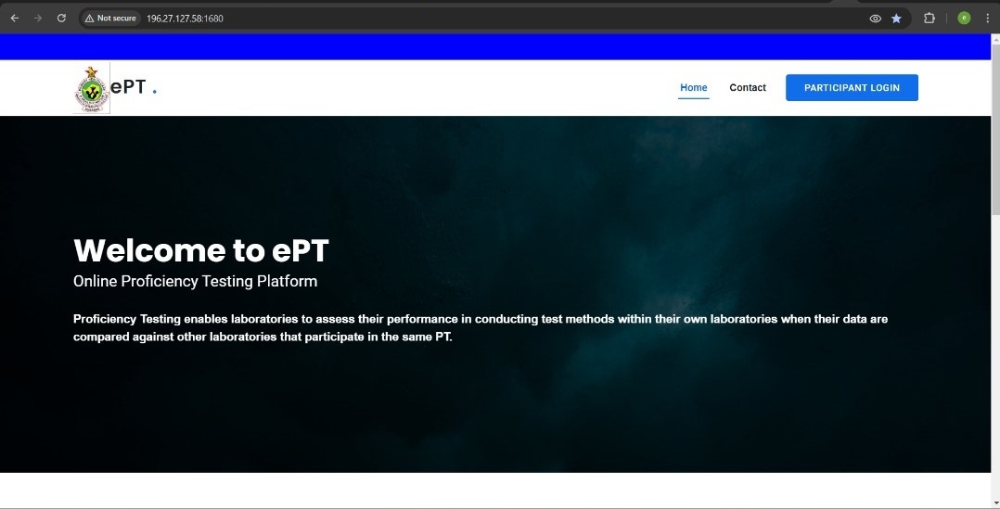 Not secure
196.27.127.58:1680
e
ePT .
Home
Contact
PARTICIPANT LOGIN
Welcome to ePT
Online Proficiency Testing Platform
Proficiency Testing enables laboratories to assess their performance in conducting test methods within their own laboratories when their data are
compared against other laboratories that participate in the same PT.